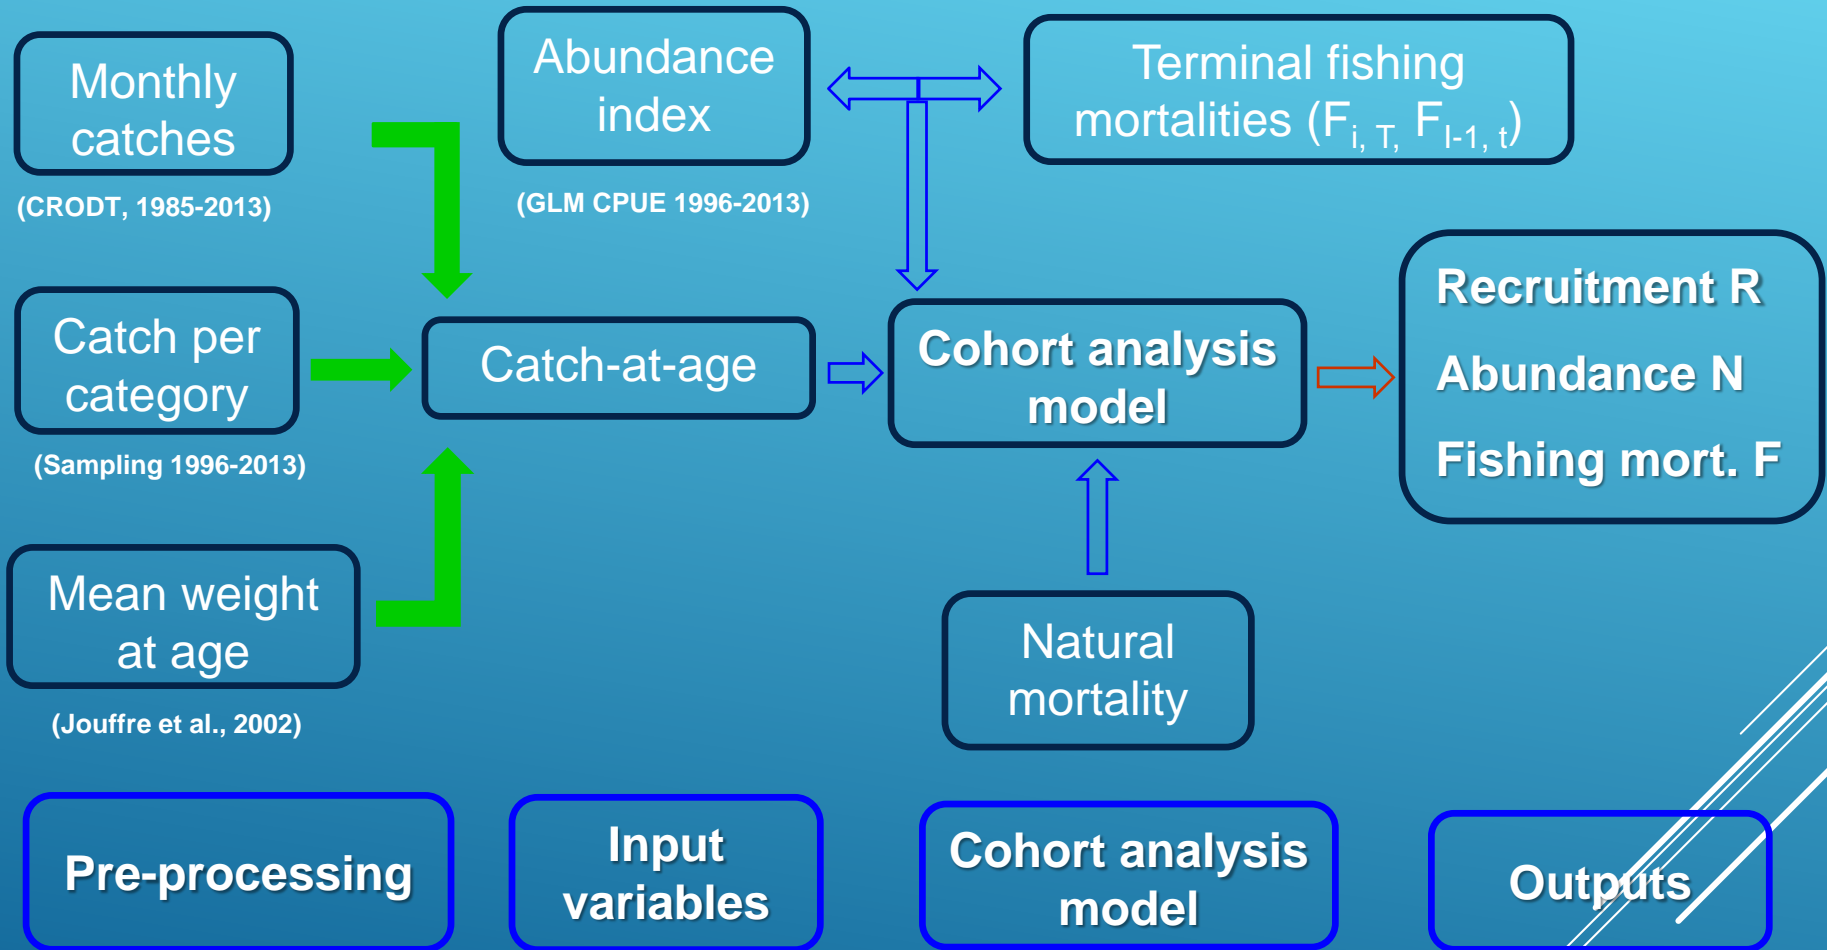 Monthly
catches
(CRODT, 1985-2013)
Abundance
index
(GLM CPUE 1996-2013)
Terminal fishing
mortalities (F i, T, F I-1, t)
Catch per
category
(Sampling 1996-2013)
Catch-at-age
Cohort analysis
model
Recruitment R
Abundance N
Fishing mort. F
Mean weight
at age
(Jouffre et al., 2002)
Natural
mortality
Pre-processing
Input
variables
Cohort analysis
model
Outputs